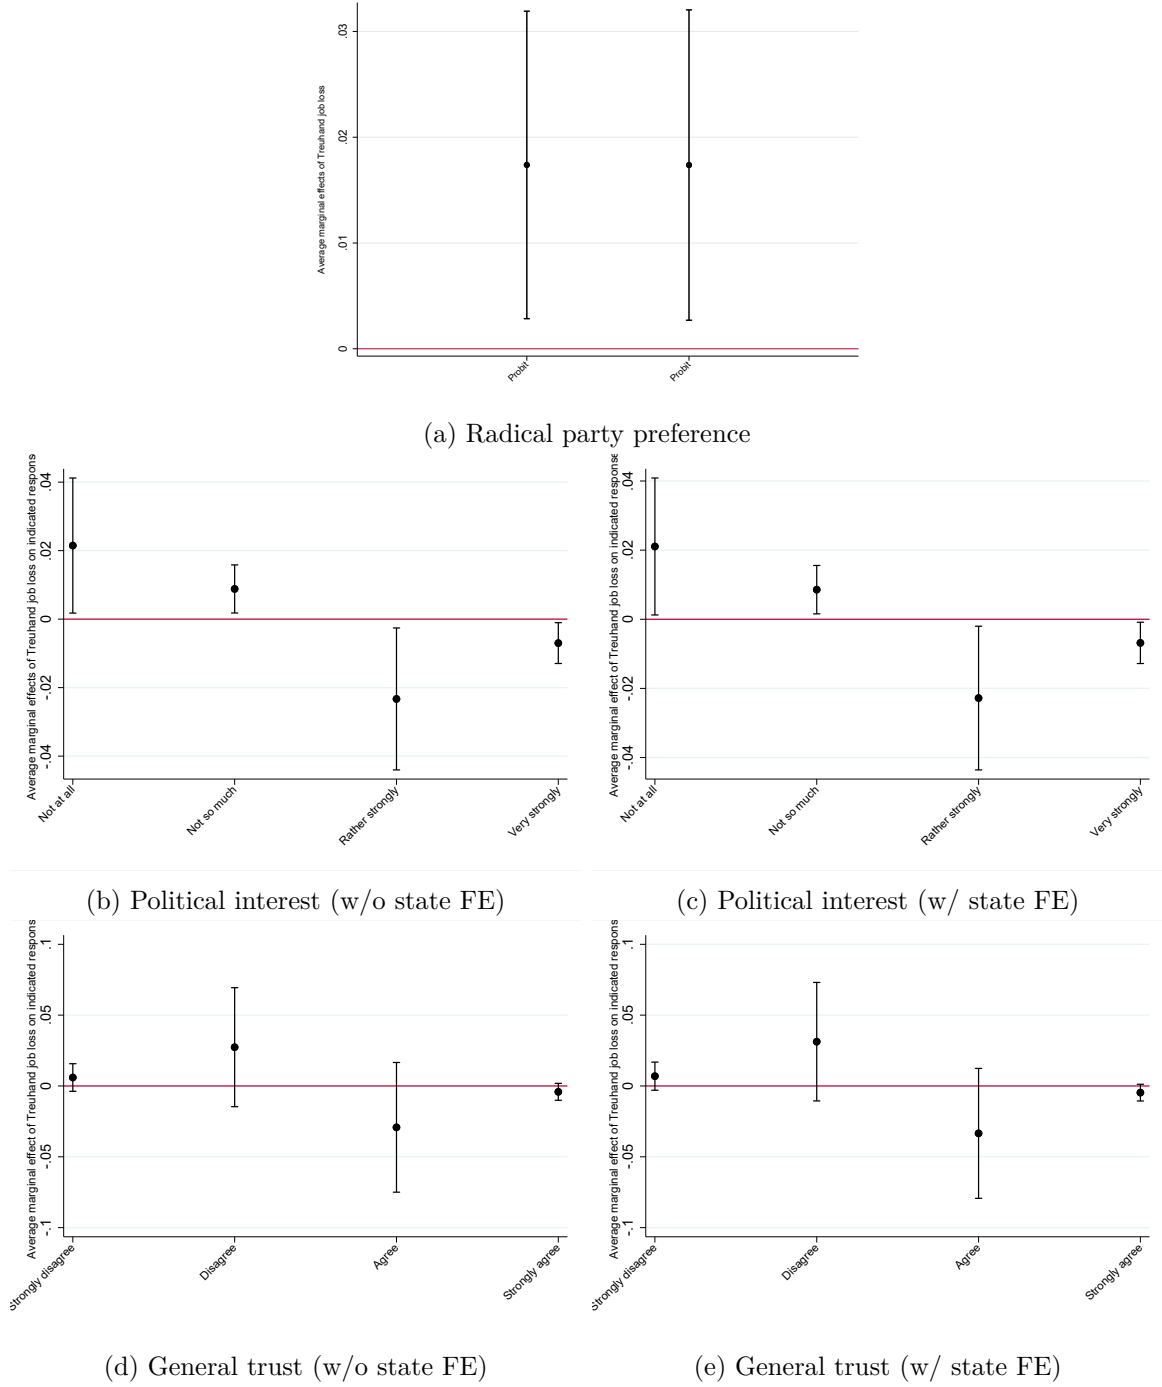 Average marginal effects of Treuhand job loss
.03
.02
.01
0
Probit
Probit
(a) Radical party preference
Average marginal effects of Treuhand job loss on indicated respons
.04
.02
0
-.02
-.04
Not at all
Not so much
Rather strongly
Very strongly
(b) Political interest (w/o state FE)
Average marginal effect of Treuhand job loss on indicated response
.04
.02
0
-.02
-.04
Not at all
Not so much
Rather strongly
Very strongly
(c) Political interest (w/ state FE)
Average marginal effect of Treuhand job loss on indicated respons
.1
.05
0
-.05
-.1
Strongly disagree
Disagree
Agree
Strongly agree
(d) General trust (w/o state FE)
Average marginal effect of Treuhand job loss on indicated respons
.1
.05
0
-.05
-.1
Strongly disagree
Disagree
Agree
Strongly agree
(e) General trust (w/ state FE)